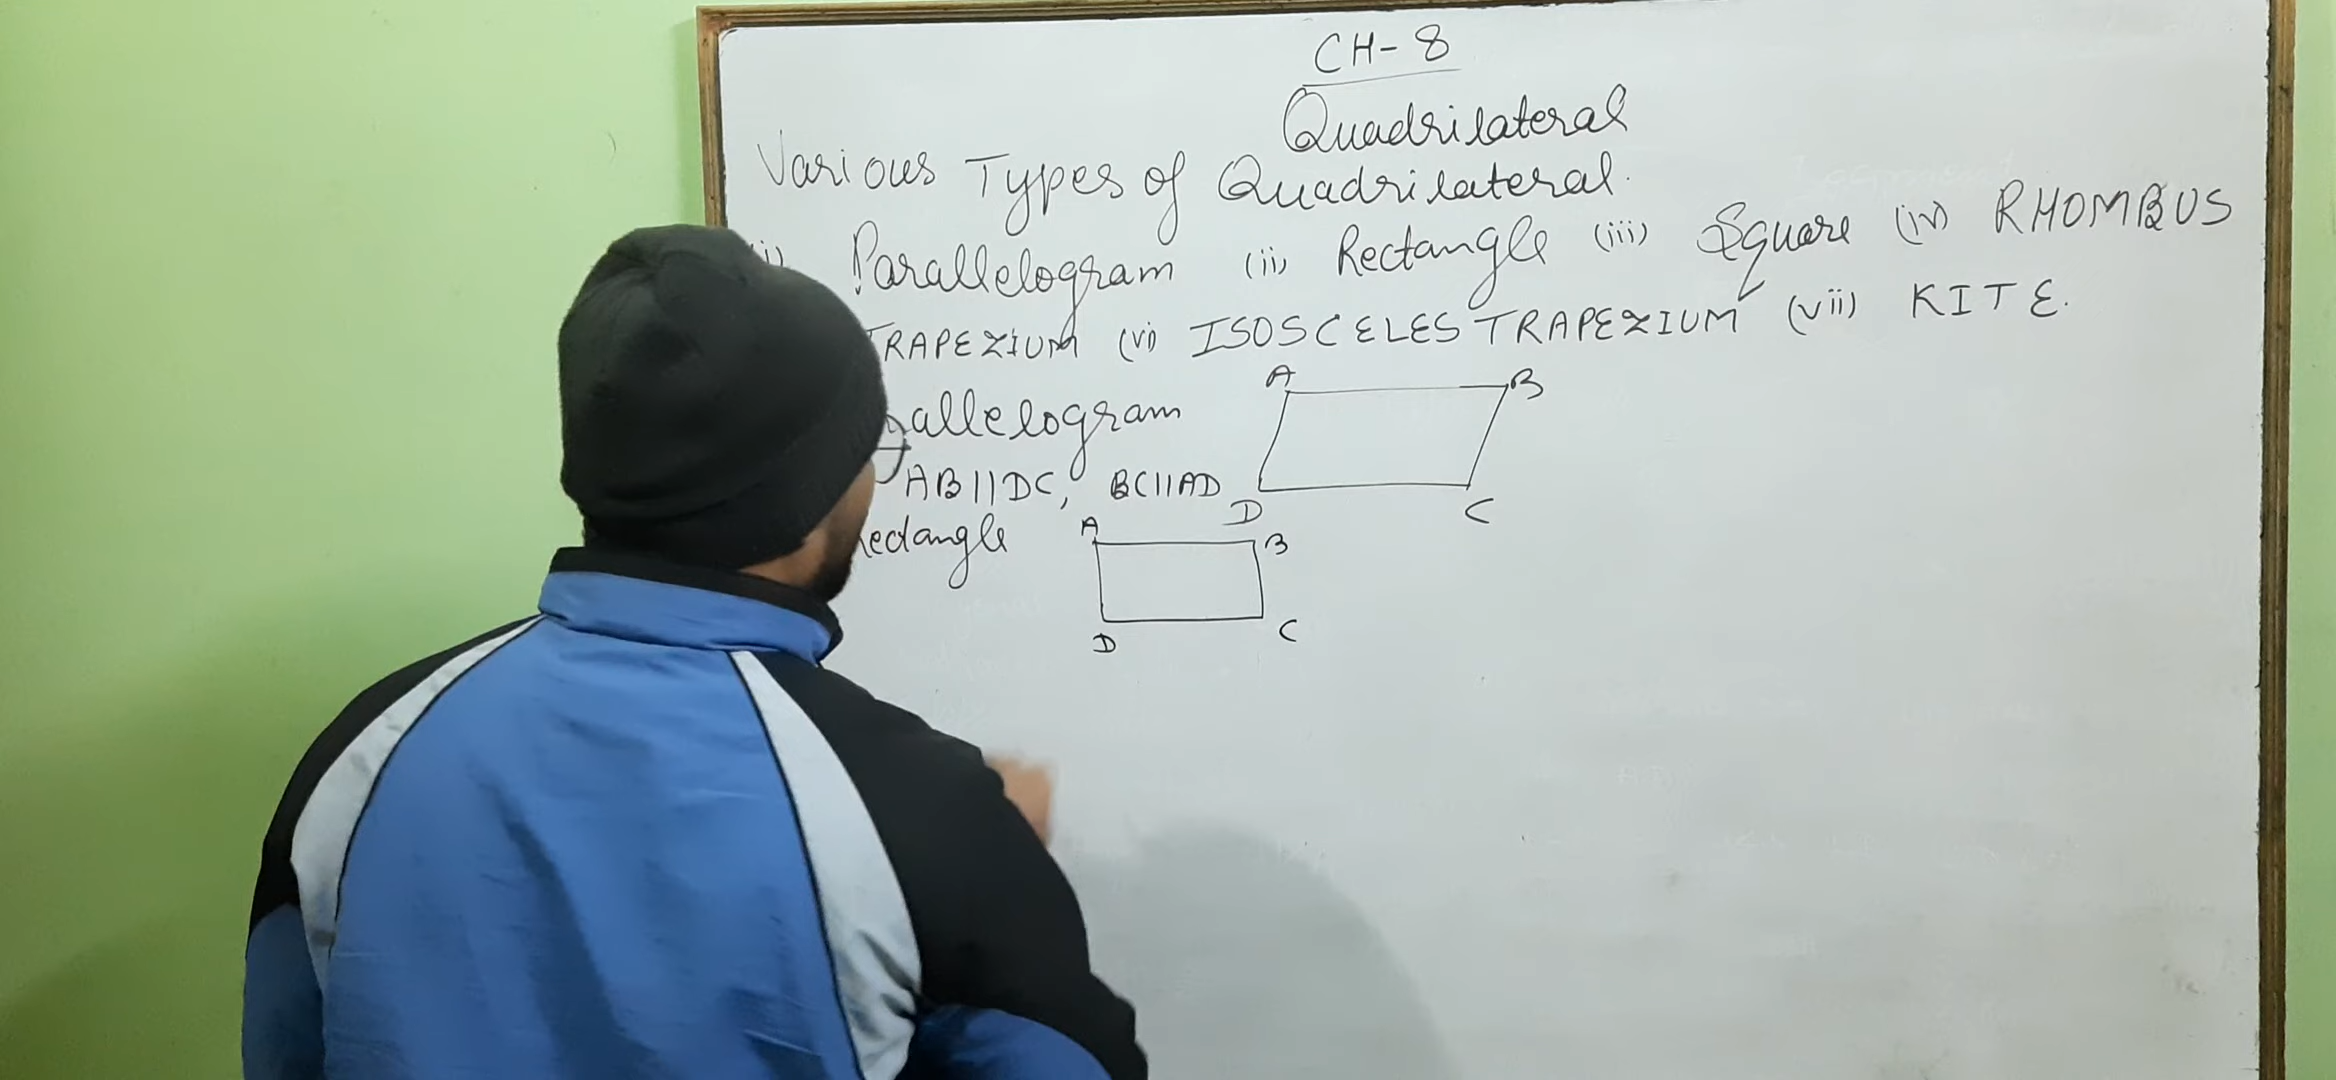 CH-8
Quadrilateral
Various Types of Quadrilateral.
Parallelogram (ii) Rectangle (iii) Square (iv) RHOMBUS
TRAPEZIUM (vi) ISOSCELES TRAPEZIUM (vii) KITE.
A B
allelogram
AB||DC, BC||AD
D C
A B
Rectangle
D C